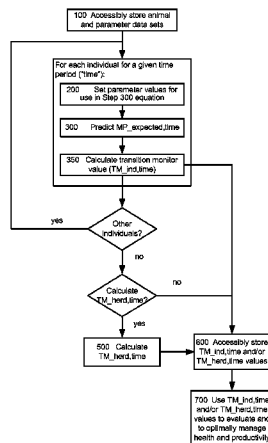 100 Accessibly store animal
and parameter data sets
For each individual for a given time
period ("time"):
200 Set parameter values for
use in Step 300 equation
300 Predict MP_expected,time
350 Calculate transition monitor
value (TM_ind,time)
yes
Other
individuals?
no
Calculate
TM_herd,time?
no
yes
500 Calculate
TM_herd,time
600 Accessibly store
TM_ind,time and/or
TM_herd,time values
700 Use TM_ind,time
and/or TM_herd,time
values to evaluate and
to optimally manage
health and productivity